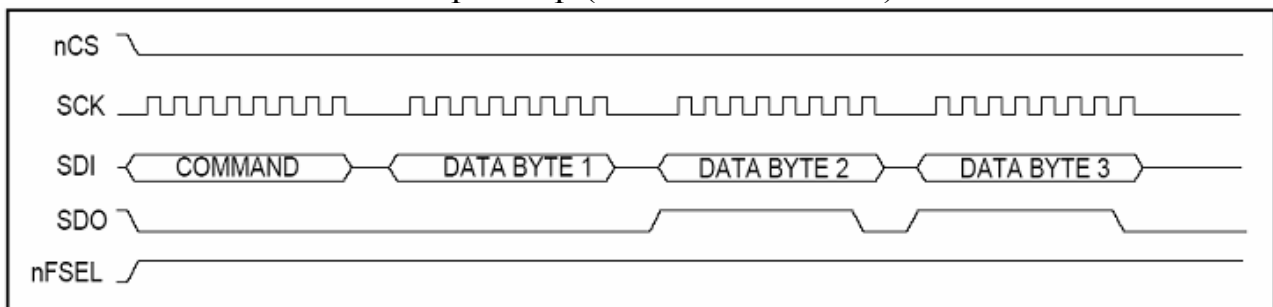 nCS
SCK
SDI COMMAND DATA BYTE 1 DATA BYTE 2 DATA BYTE 3
SDO
nFSEL